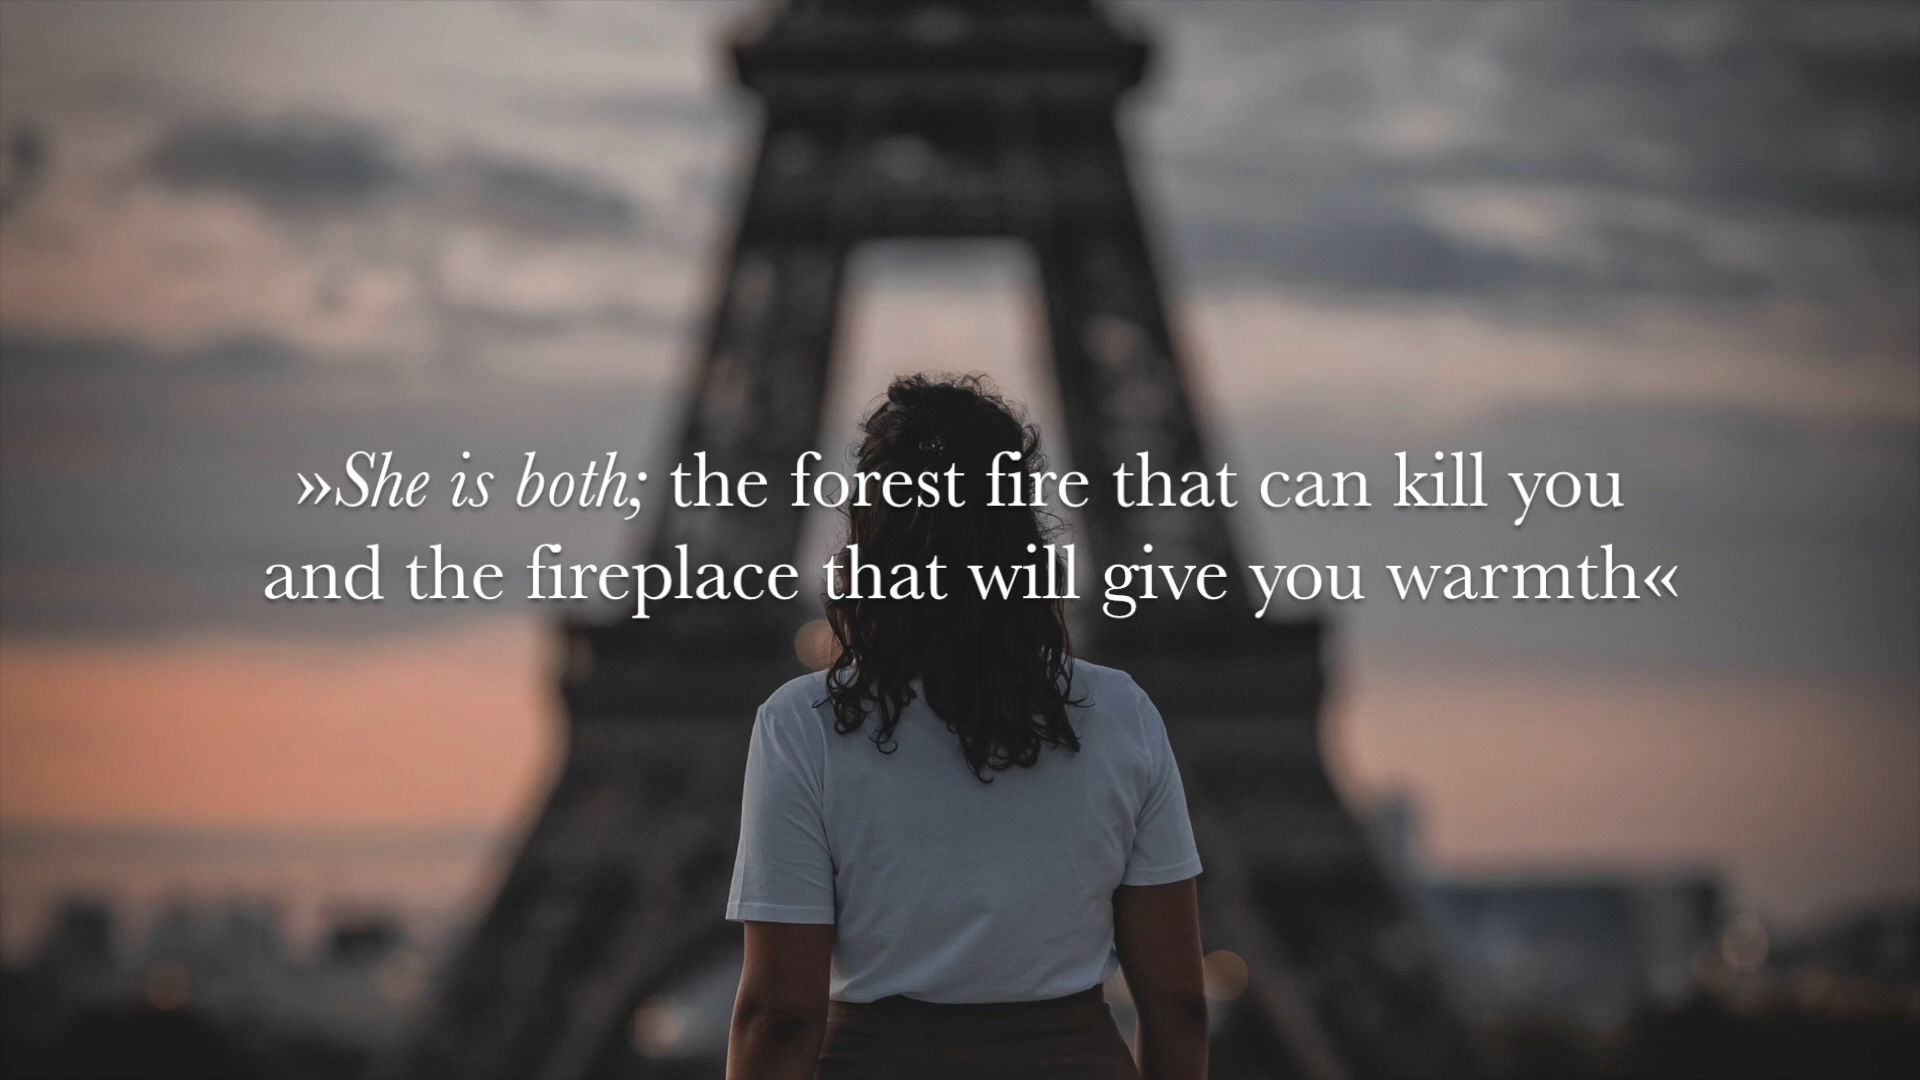 »She is both; the forest fire that can kill you
and the fireplace that will give you warmth«